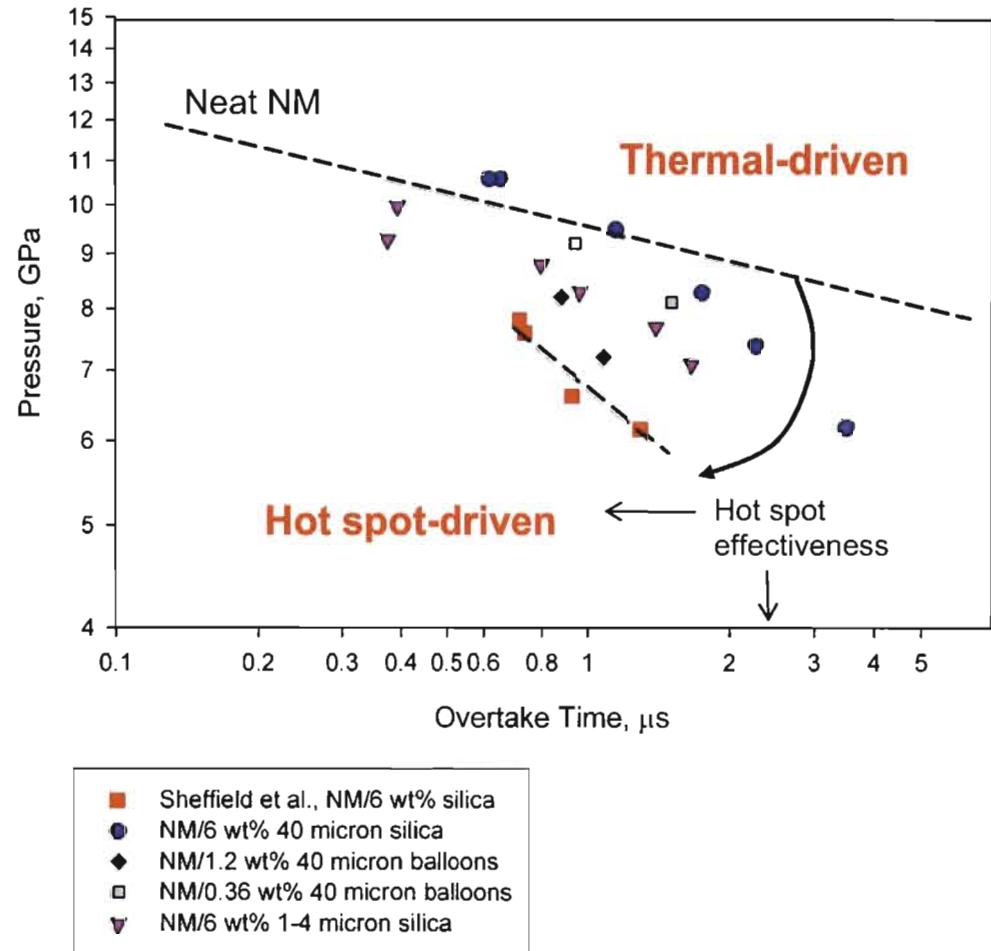 15
14
13
12
11
10
9
8
7
6
5
4
Pressure, GPa
Neat NM
Thermal-driven
Hot spot-driven
Hot spot
effectiveness
0.1 0.2 0.3 0.4 0.5 0.6 0.8 1 2 3 4 5
Overtake Time, μs
Sheffield et al., NM/6 wt% silica
NM/6 wt% 40 micron silica
NM/1.2 wt% 40 micron balloons
NM/0.36 wt% 40 micron balloons
NM/6 wt% 1-4 micron silica